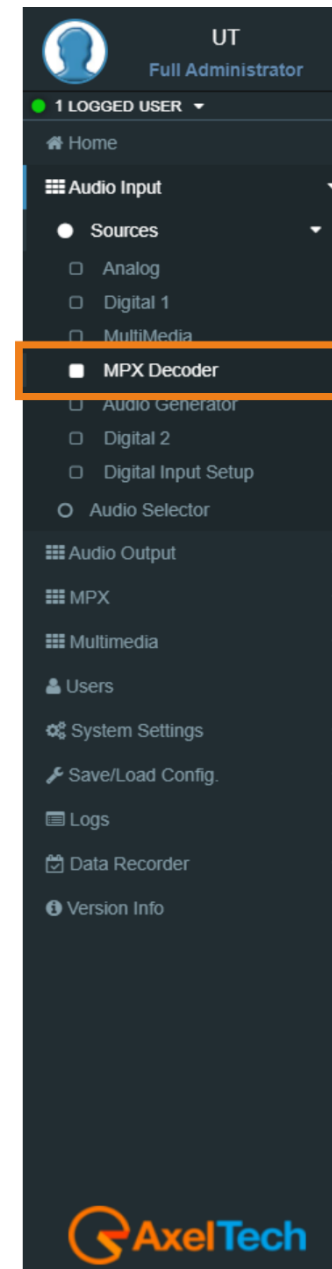 UT
Full Administrator
1 LOGGED USER
Home
Audio Input
Sources
Analog
Digital 1
MultiMedia
MPX Decoder
Audio Generator
Digital 2
Digital Input Setup
Audio Selector
Audio Output
MPX
Multimedia
Users
System Settings
Save/Load Config.
Logs
Data Recorder
Version Info
AxelTech